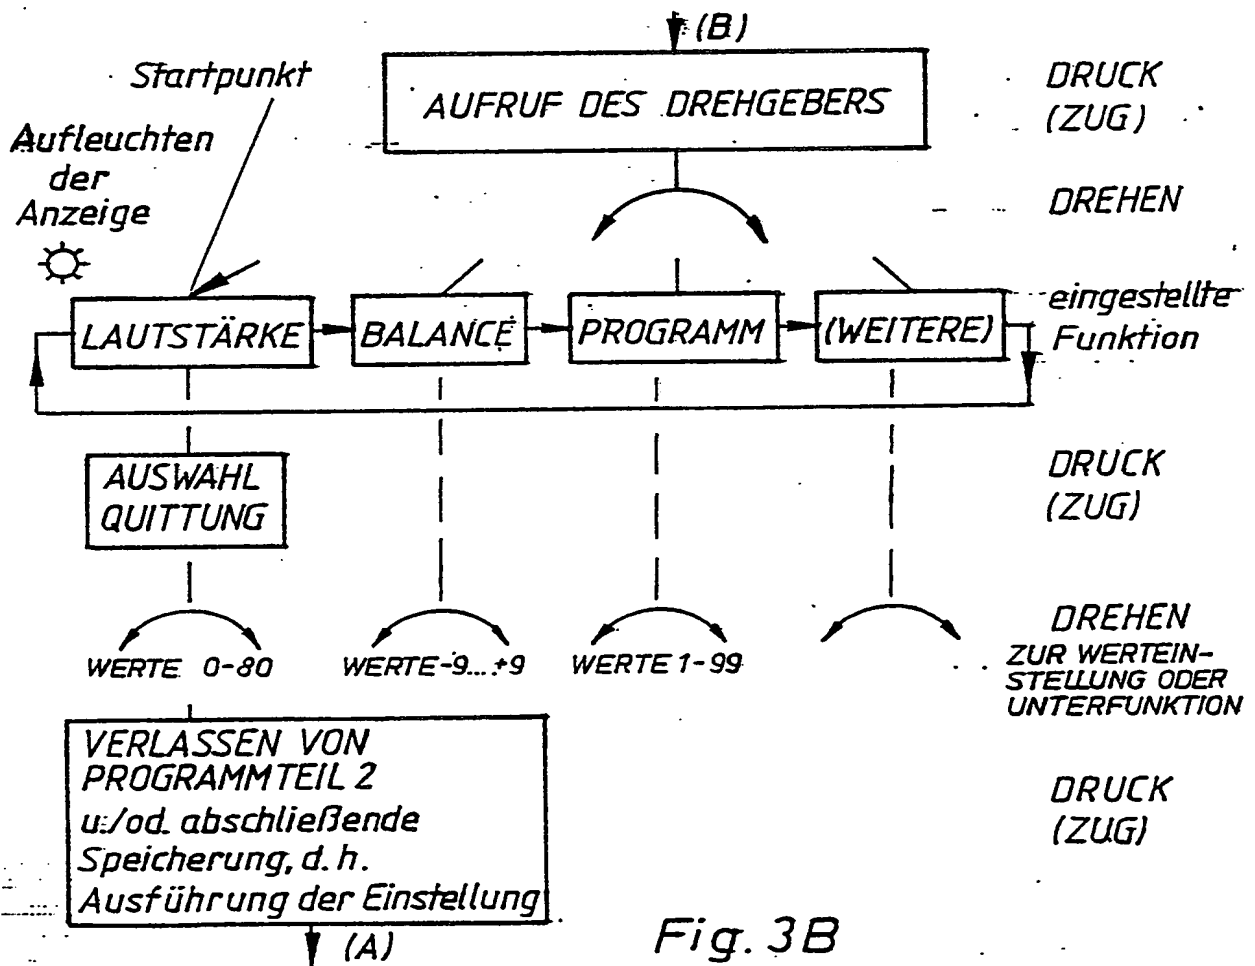 (B)
Startpunkt
AUFRUF DES DREHGEBERS
DRUCK
(ZUG)
Aufleuchten
der
Anzeige
DREHEN
LAUTSTÄRKE
BALANCE
PROGRAMM
(WEITERE)
eingestellte
Funktion
AUSWAHL
QUITTUNG
DRUCK
(ZUG)
WERTE 0-80
WERTE-9...+9
WERTE 1-99
DREHEN
ZUR WERTEIN-
STELLUNG ODER
UNTERFUNKTION
VERLASSEN VON
PROGRAMMTEIL 2
u./od. abschließende
Speicherung, d.h.
Ausführung der Einstellung
DRUCK
(ZUG)
(A)
Fig. 3B